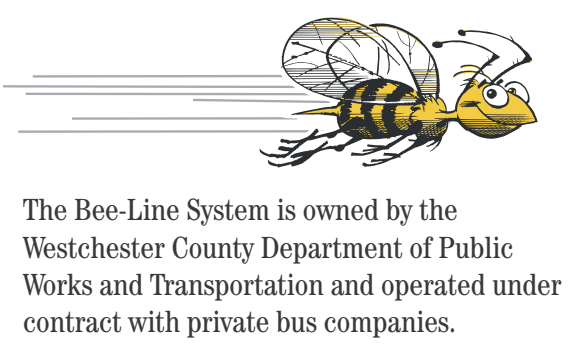 The Bee-Line System is owned by the
Westchester County Department of Public
Works and Transportation and operated under
contract with private bus companies.